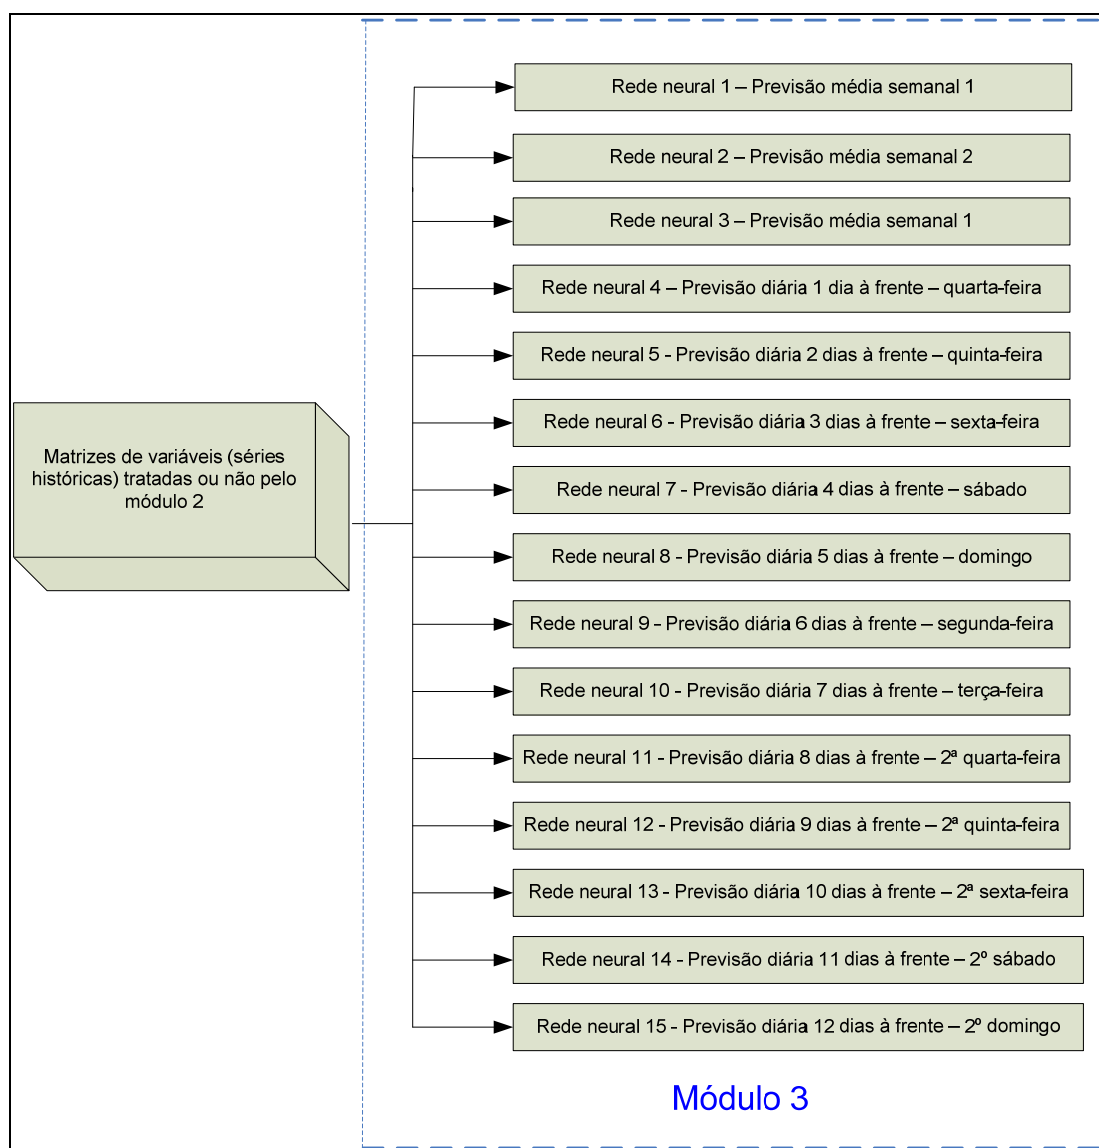 Rede neural 1 – Previsão média semanal 1
Rede neural 2 – Previsão média semanal 2
Rede neural 3 – Previsão média semanal 1
Rede neural 4 – Previsão diária 1 dia à frente – quarta-feira
Rede neural 5 - Previsão diária 2 dias à frente – quinta-feira
Rede neural 6 - Previsão diária 3 dias à frente – sexta-feira
Matrizes de variáveis (séries
históricas) tratadas ou não pelo
módulo 2
Rede neural 7 - Previsão diária 4 dias à frente – sábado
Rede neural 8 - Previsão diária 5 dias à frente – domingo
Rede neural 9 - Previsão diária 6 dias à frente – segunda-feira
Rede neural 10 - Previsão diária 7 dias à frente – terça-feira
Rede neural 11 - Previsão diária 8 dias à frente – 2ª quarta-feira
Rede neural 12 - Previsão diária 9 dias à frente – 2ª quinta-feira
Rede neural 13 - Previsão diária 10 dias à frente – 2ª sexta-feira
Rede neural 14 - Previsão diária 11 dias à frente – 2º sábado
Rede neural 15 - Previsão diária 12 dias à frente – 2º domingo
Módulo 3